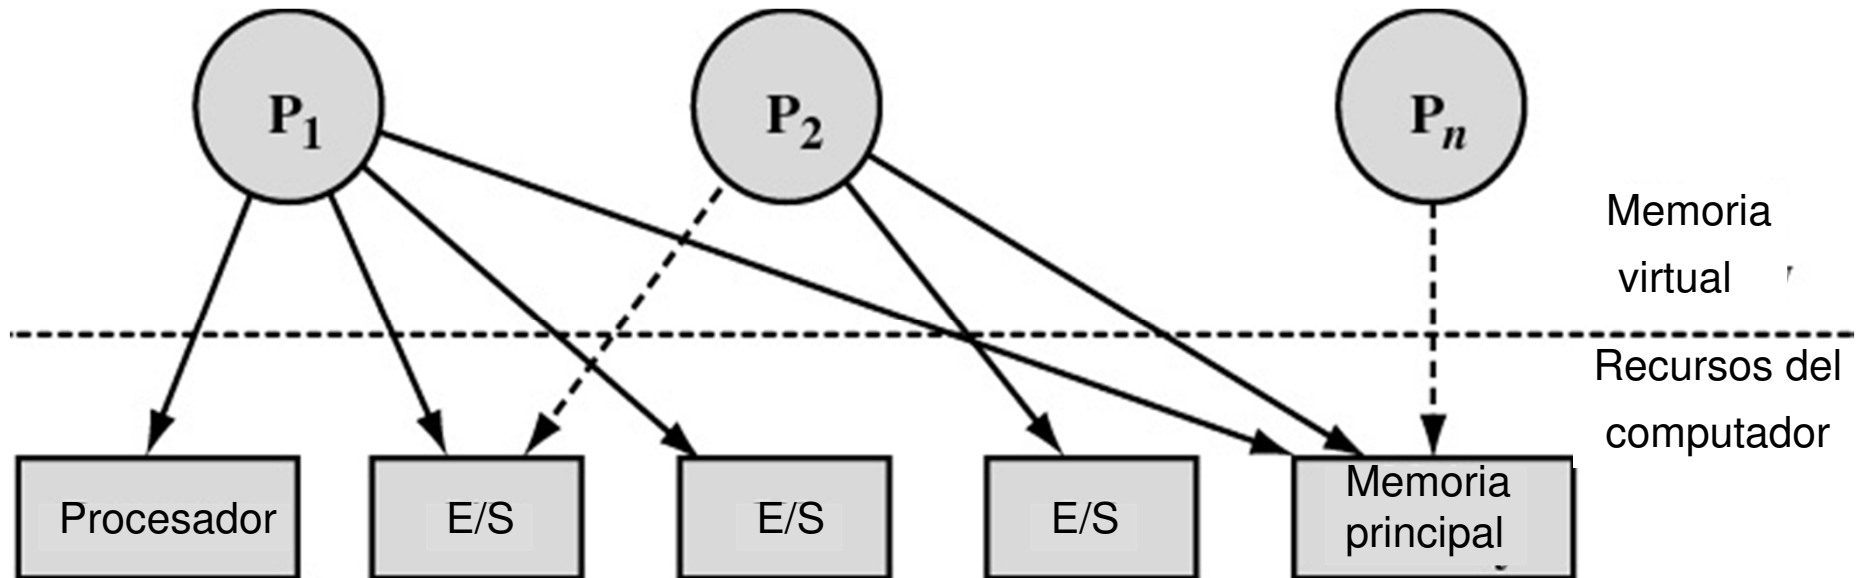 P1
P2
Pn
Memoria
virtual
Recursos del
computador
Procesador
E/S
E/S
E/S
Memoria
principal